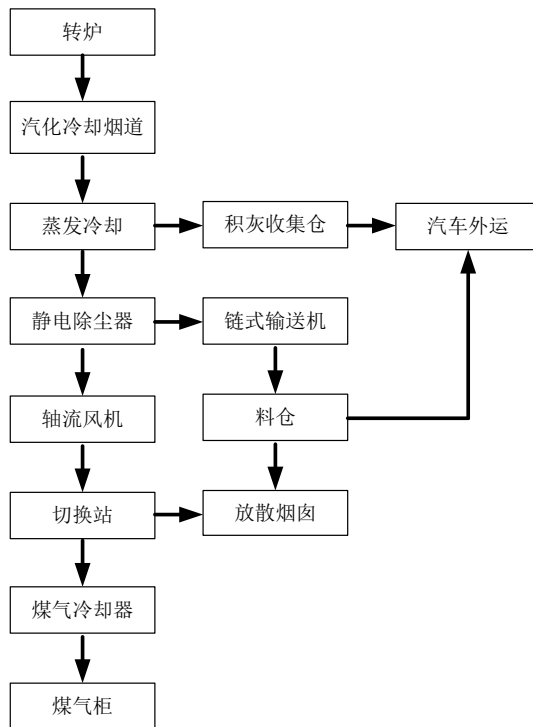 转炉
汽化冷却烟道
蒸发冷却
积灰收集仓
汽车外运
静电除尘器
链式输送机
轴流风机
料仓
切换站
放散烟囱
煤气冷却器
煤气柜